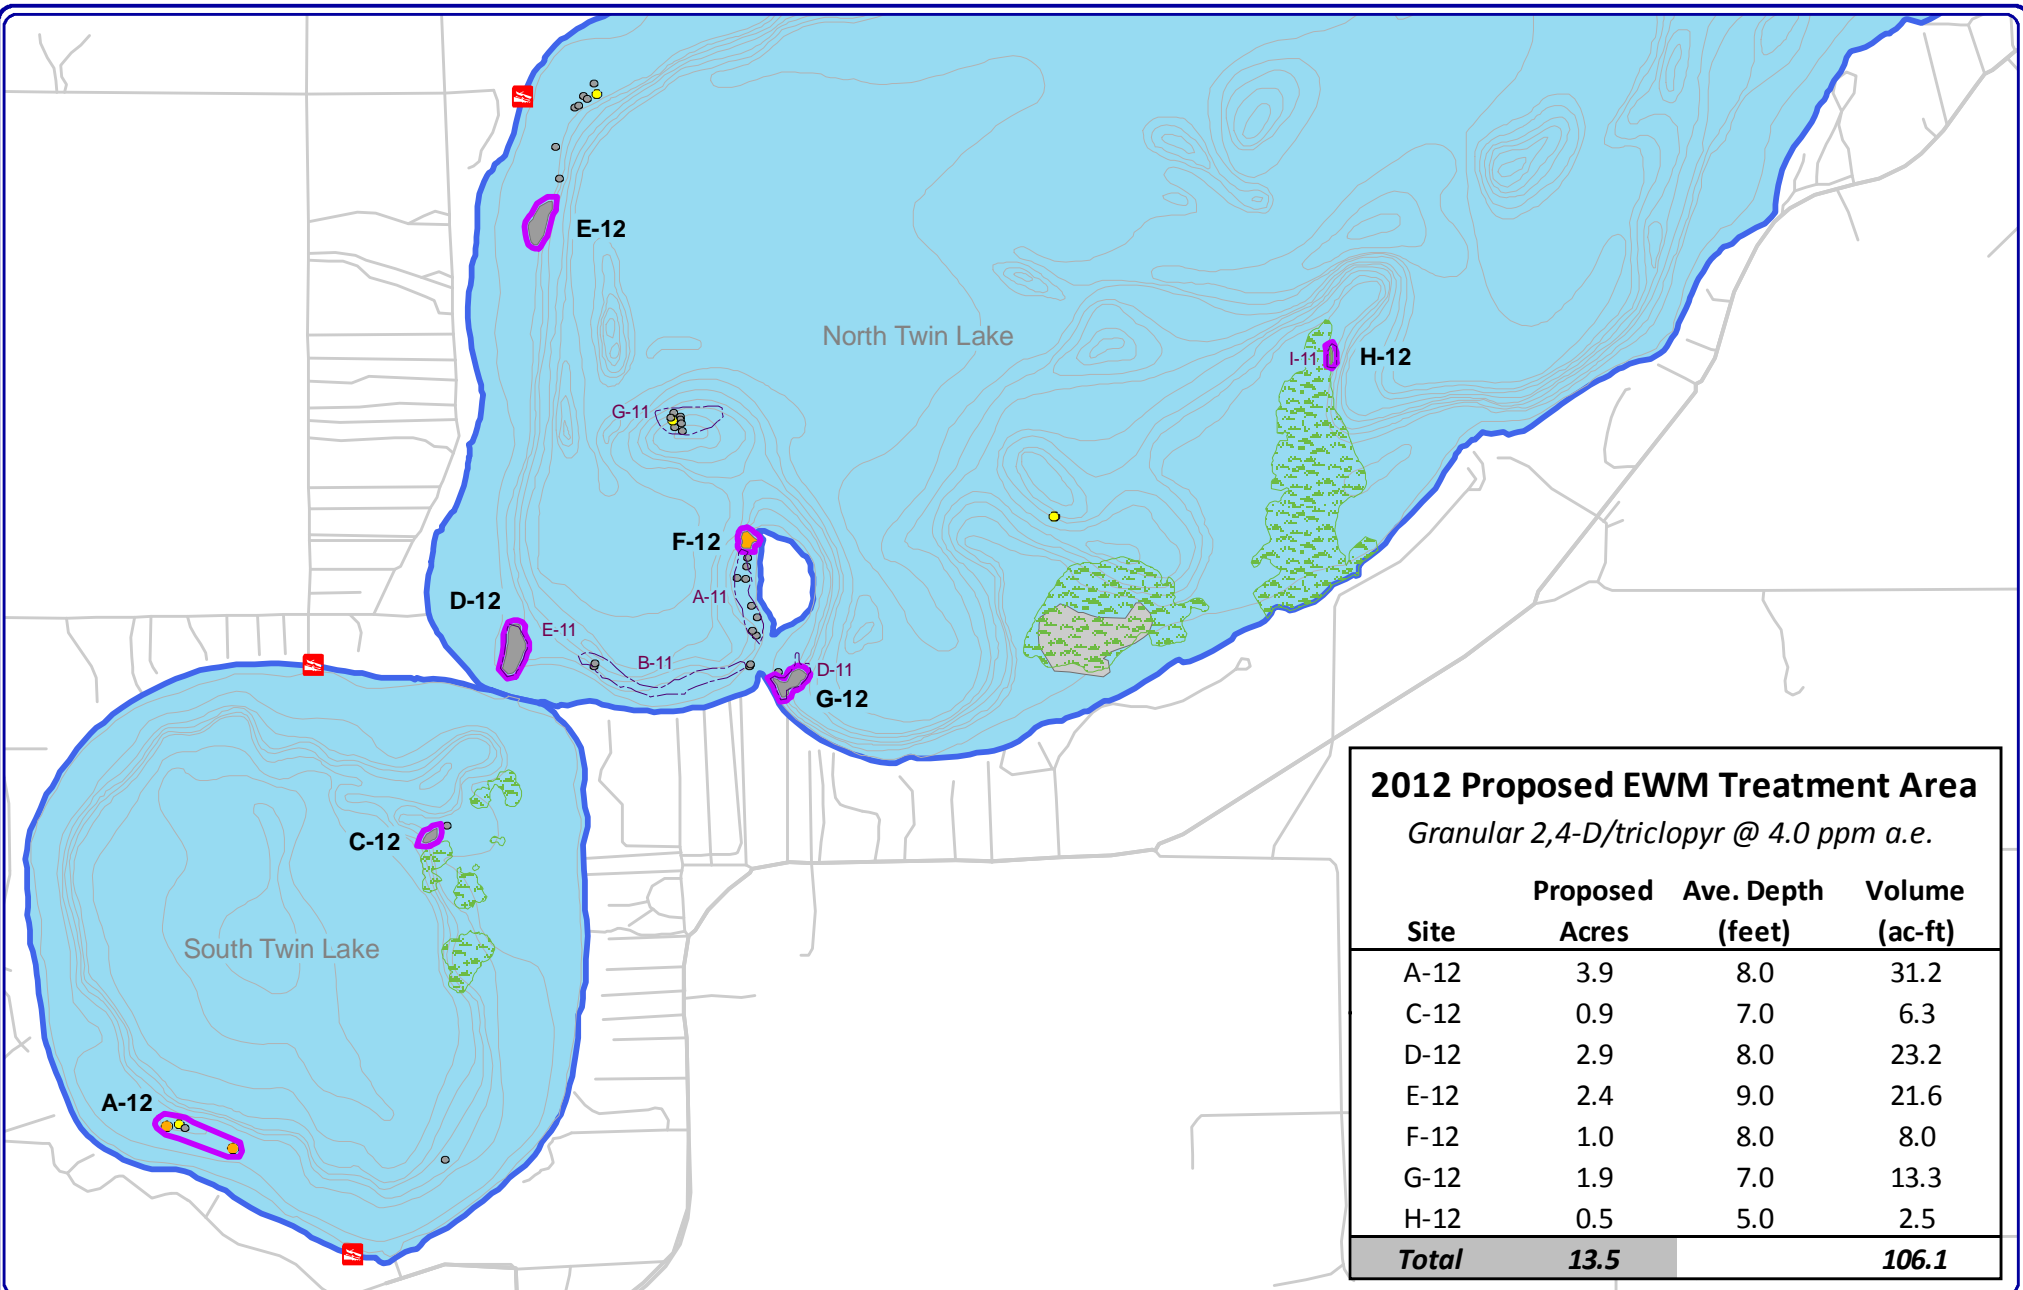 E-12
North Twin Lake
I-11
H-12
G-11
F-12
A-11
D-12
E-11
B-11
D-11
G-12
C-12
South Twin Lake
A-12
2012 Proposed EWM Treatment Area
Granular 2,4-D/triclopyr @ 4.0 ppm a.e.
Proposed Ave. Depth Volume
Site Acres (feet) (ac-ft)
A-12 3.9 8.0 31.2
C-12 0.9 7.0 6.3
D-12 2.9 8.0 23.2
E-12 2.4 9.0 21.6
F-12 1.0 8.0 8.0
G-12 1.9 7.0 13.3
H-12 0.5 5.0 2.5
Total 13.5 106.1